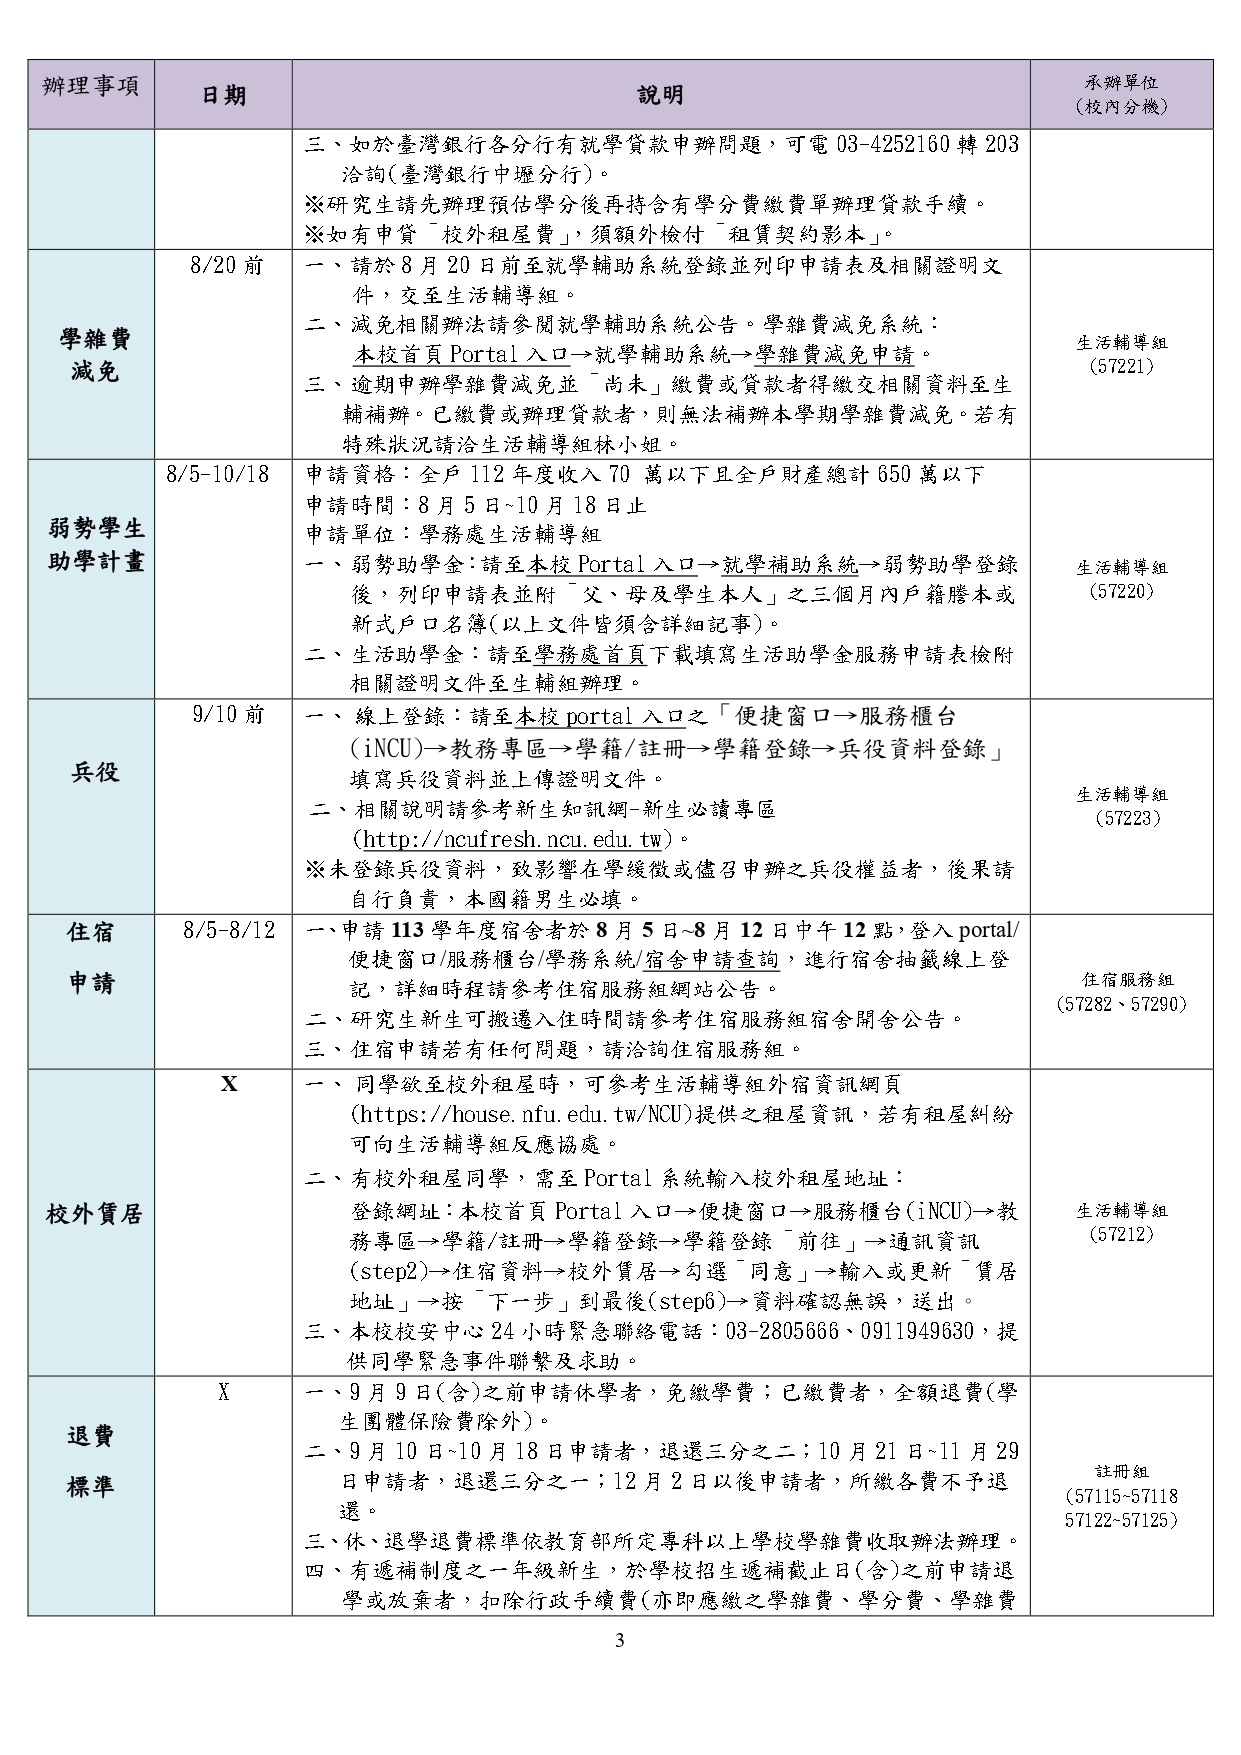 辦理事項 日期 說明 承辦單位
(校內分機)
三、如於臺灣銀行各分行有就學貸款申辦問題，可電 03-4252160 轉 203
洽詢(臺灣銀行中壢分行)。
※研究生請先辦理預估學分後再持含有學分費繳費單辦理貸款手續。
※如有申貸「校外租屋費」，須額外檢付「租賃契約影本」。
學雜費
減免
8/20 前
一、請於 8 月 20 日前至就學輔助系統登錄並列印申請表及相關證明文
件，交至生活輔導組。
二、減免相關辦法請參閱就學輔助系統公告。學雜費減免系統：
本校首頁 Portal 入口→就學輔助系統→學雜費減免申請。
三、逾期申辦學雜費減免並「尚未」繳費或貸款者得繳交相關資料至生
輔補辦。已繳費或辦理貸款者，則無法補辦本學期學雜費減免。若有
特殊狀況請洽生活輔導組林小姐。
生活輔導組
(57221)
弱勢學生
助學計畫
8/5-10/18
申請資格：全戶 112 年度收入 70 萬以下且全戶財產總計 650 萬以下
申請時間：8 月 5 日~10 月 18 日止
申請單位：學務處生活輔導組
一、弱勢助學金：請至本校 Portal 入口→就學補助系統→弱勢助學登錄
後，列印申請表並附「父、母及學生本人」之三個月內戶籍謄本或
新式戶口名簿(以上文件皆須含詳細記事)。
二、生活助學金：請至學務處首頁下載填寫生活助學金服務申請表檢附
相關證明文件至生輔組辦理。
生活輔導組
(57220)
兵役
9/10 前
一、 線上登錄：請至本校 portal 入口之「便捷窗口→服務櫃台
(iNCU)→教務專區→學籍/註冊→學籍登錄→兵役資料登錄」
填寫兵役資料並上傳證明文件。
二、相關說明請參考新生知訊網-新生必讀專區
(http://ncufresh.ncu.edu.tw)。
※未登錄兵役資料，致影響在學緩徵或儘召申辦之兵役權益者，後果請
自行負責，本國籍男生必填。
生活輔導組
(57223)
住宿
申請
8/5-8/12
一、申請 113 學年度宿舍者於 8 月 5 日~8 月 12 日中午 12 點，登入 portal/
便捷窗口/服務櫃台/學務系統/宿舍申請查詢，進行宿舍抽籤線上登
記，詳細時程請參考住宿服務組網站公告。
二、研究生新生可搬遷入住時間請參考住宿服務組宿舍開舍公告。
三、住宿申請若有任何問題，請洽詢住宿服務組。
住宿服務組
(57282、57290)
校外賃居
X
一、 同學欲至校外租屋時，可參考生活輔導組外宿資訊網頁
(https://house.nfu.edu.tw/NCU)提供之租屋資訊，若有租屋糾紛
可向生活輔導組反應協處。
二、有校外租屋同學，需至 Portal 系統輸入校外租屋地址：
登錄網址：本校首頁 Portal 入口→便捷窗口→服務櫃台(iNCU)→教
務專區→學籍/註冊→學籍登錄→學籍登錄「前往」→通訊資訊
(step2)→住宿資料→校外賃居→勾選「同意」→輸入或更新「賃居
地址」→按「下一步」到最後(step6)→資料確認無誤，送出。
三、本校校安中心 24 小時緊急聯絡電話：03-2805666、0911949630，提
供同學緊急事件聯繫及求助。
生活輔導組
(57212)
退費
標準
X
一、9 月 9 日(含)之前申請休學者，免繳學費；已繳費者，全額退費(學
生團體保險費除外)。
二、9 月 10 日~10 月 18 日申請者，退還三分之二；10 月 21 日~11 月 29
日申請者，退還三分之一；12 月 2 日以後申請者，所繳各費不予退
還。
三、休、退學退費標準依教育部所定專科以上學校學雜費收取辦法辦理。
四、有遞補制度之一年級新生，於學校招生遞補截止日(含)之前申請退
學或放棄者，扣除行政手續費(亦即應繳之學雜費、學分費、學雜費
註冊組
(57115~57118
57122~57125)
3